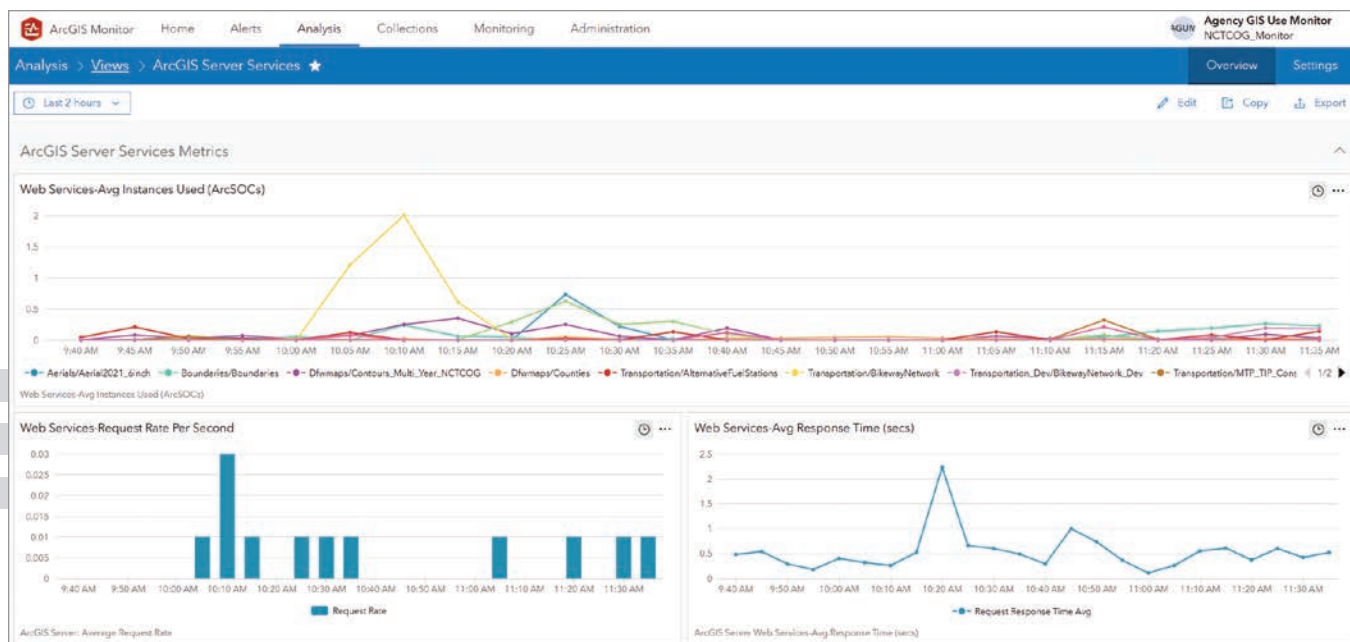 ArcGIS Monitor Home Alerts Analysis Collections Monitoring Administration
AGUM Agency GIS Use Monitor
NCTCOG_Monitor
Analysis > Views > ArcGIS Server Services ★ Overview Settings
Last 2 hours Edit Copy Export
ArcGIS Server Services Metrics
Web Services-Avg Instances Used (ArcSOCs)
2
1.5
1
0.5
0
9:40 AM 9:45 AM 9:50 AM 9:55 AM 10:00 AM 10:05 AM 10:10 AM 10:15 AM 10:20 AM 10:25 AM 10:30 AM 10:35 AM 10:40 AM 10:45 AM 10:50 AM 10:55 AM 11:00 AM 11:05 AM 11:10 AM 11:15 AM 11:20 AM 11:25 AM 11:30 AM 11:35 AM
Aerials/Aerial2021_6inch Boundaries/Boundaries Dfwmaps/Contours_Multi_Year_NCTCOG Dfwmaps/Counties Transportation/AlternativeFuelStations Transportation/BikewayNetwork Transportation_Dev/BikewayNetwork_Dev Transportation/MTP_TIP_Cons 1/2
Web Services-Avg Instances Used (ArcSOCs)
Web Services-Request Rate Per Second
0.03
0.025
0.02
0.015
0.01
0.005
0
9:40 AM 9:50 AM 10:00 AM 10:10 AM 10:20 AM 10:30 AM 10:40 AM 10:50 AM 11:00 AM 11:10 AM 11:20 AM 11:30 AM
Request Rate
ArcGIS Server: Average Request Rate
Web Services-Avg Response Time (secs)
2.5
2
1.5
1
0.5
0
9:40 AM 9:50 AM 10:00 AM 10:10 AM 10:20 AM 10:30 AM 10:40 AM 10:50 AM 11:00 AM 11:10 AM 11:20 AM 11:30 AM
Request Response Time Avg
ArcGIS Server Web Services-Avg Response Time (secs)